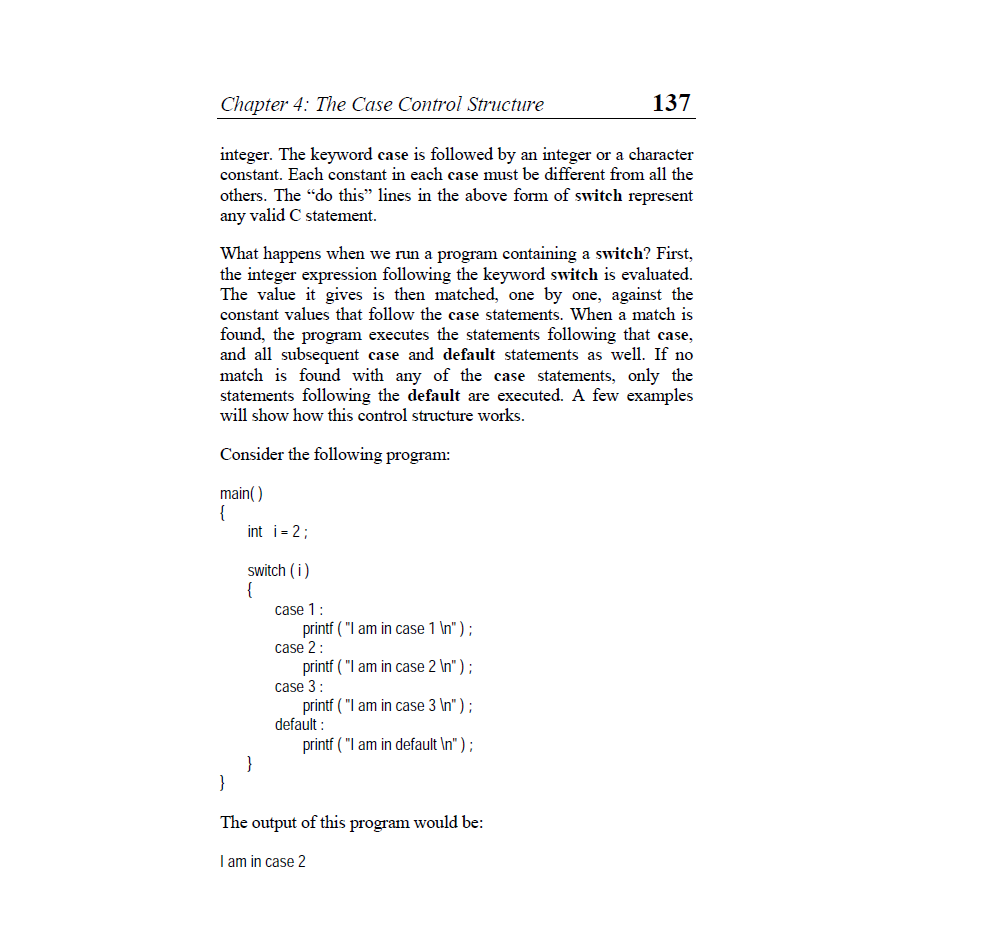 Chapter 4: The Case Control Structure 137
integer. The keyword case is followed by an integer or a character
constant. Each constant in each case must be different from all the
others. The “do this” lines in the above form of switch represent
any valid C statement.
What happens when we run a program containing a switch? First,
the integer expression following the keyword switch is evaluated.
The value it gives is then matched, one by one, against the
constant values that follow the case statements. When a match is
found, the program executes the statements following that case,
and all subsequent case and default statements as well. If no
match is found with any of the case statements, only the
statements following the default are executed. A few examples
will show how this control structure works.
Consider the following program:
main( )
{
int i = 2 ;
switch ( i )
{
case 1 :
printf ( "I am in case 1 \n" ) ;
case 2 :
printf ( "I am in case 2 \n" ) ;
case 3 :
printf ( "I am in case 3 \n" ) ;
default :
printf ( "I am in default \n" ) ;
}
}
The output of this program would be:
I am in case 2